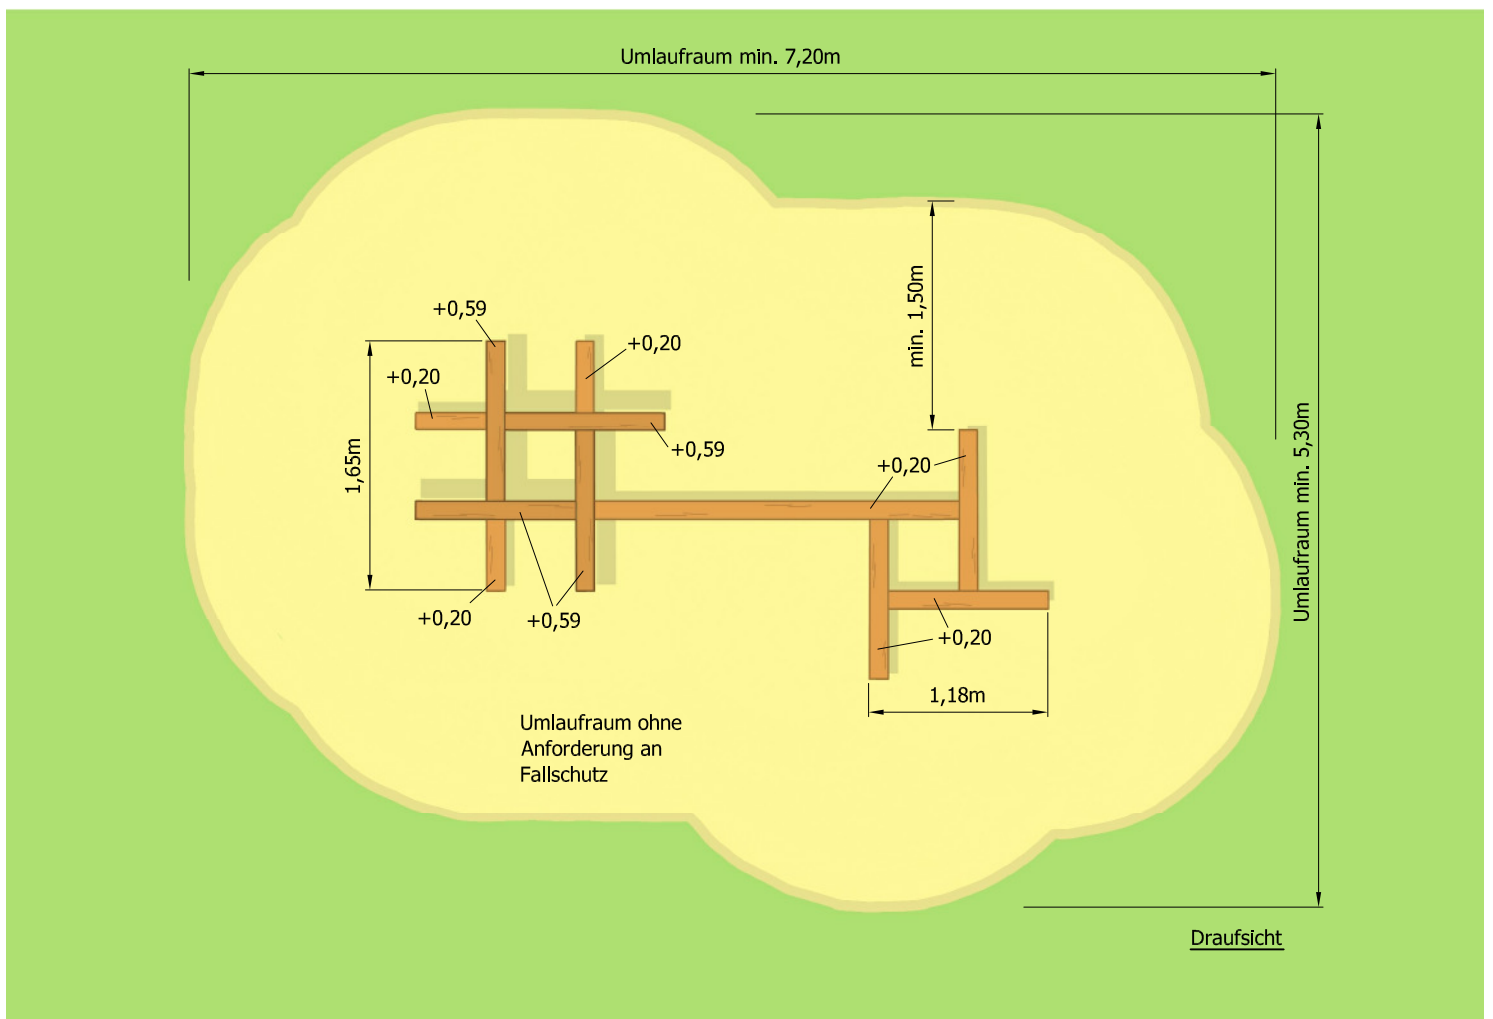 Umlaufraum min. 7,20m
+0,59
+0,20
+0,20
+0,59
1,65m
+0,20
+0,59
min. 1,50m
+0,20
+0,20
1,18m
Umlaufraum min. 5,30m
Umlaufraum ohne
Anforderung an
Fallschutz
Draufsicht